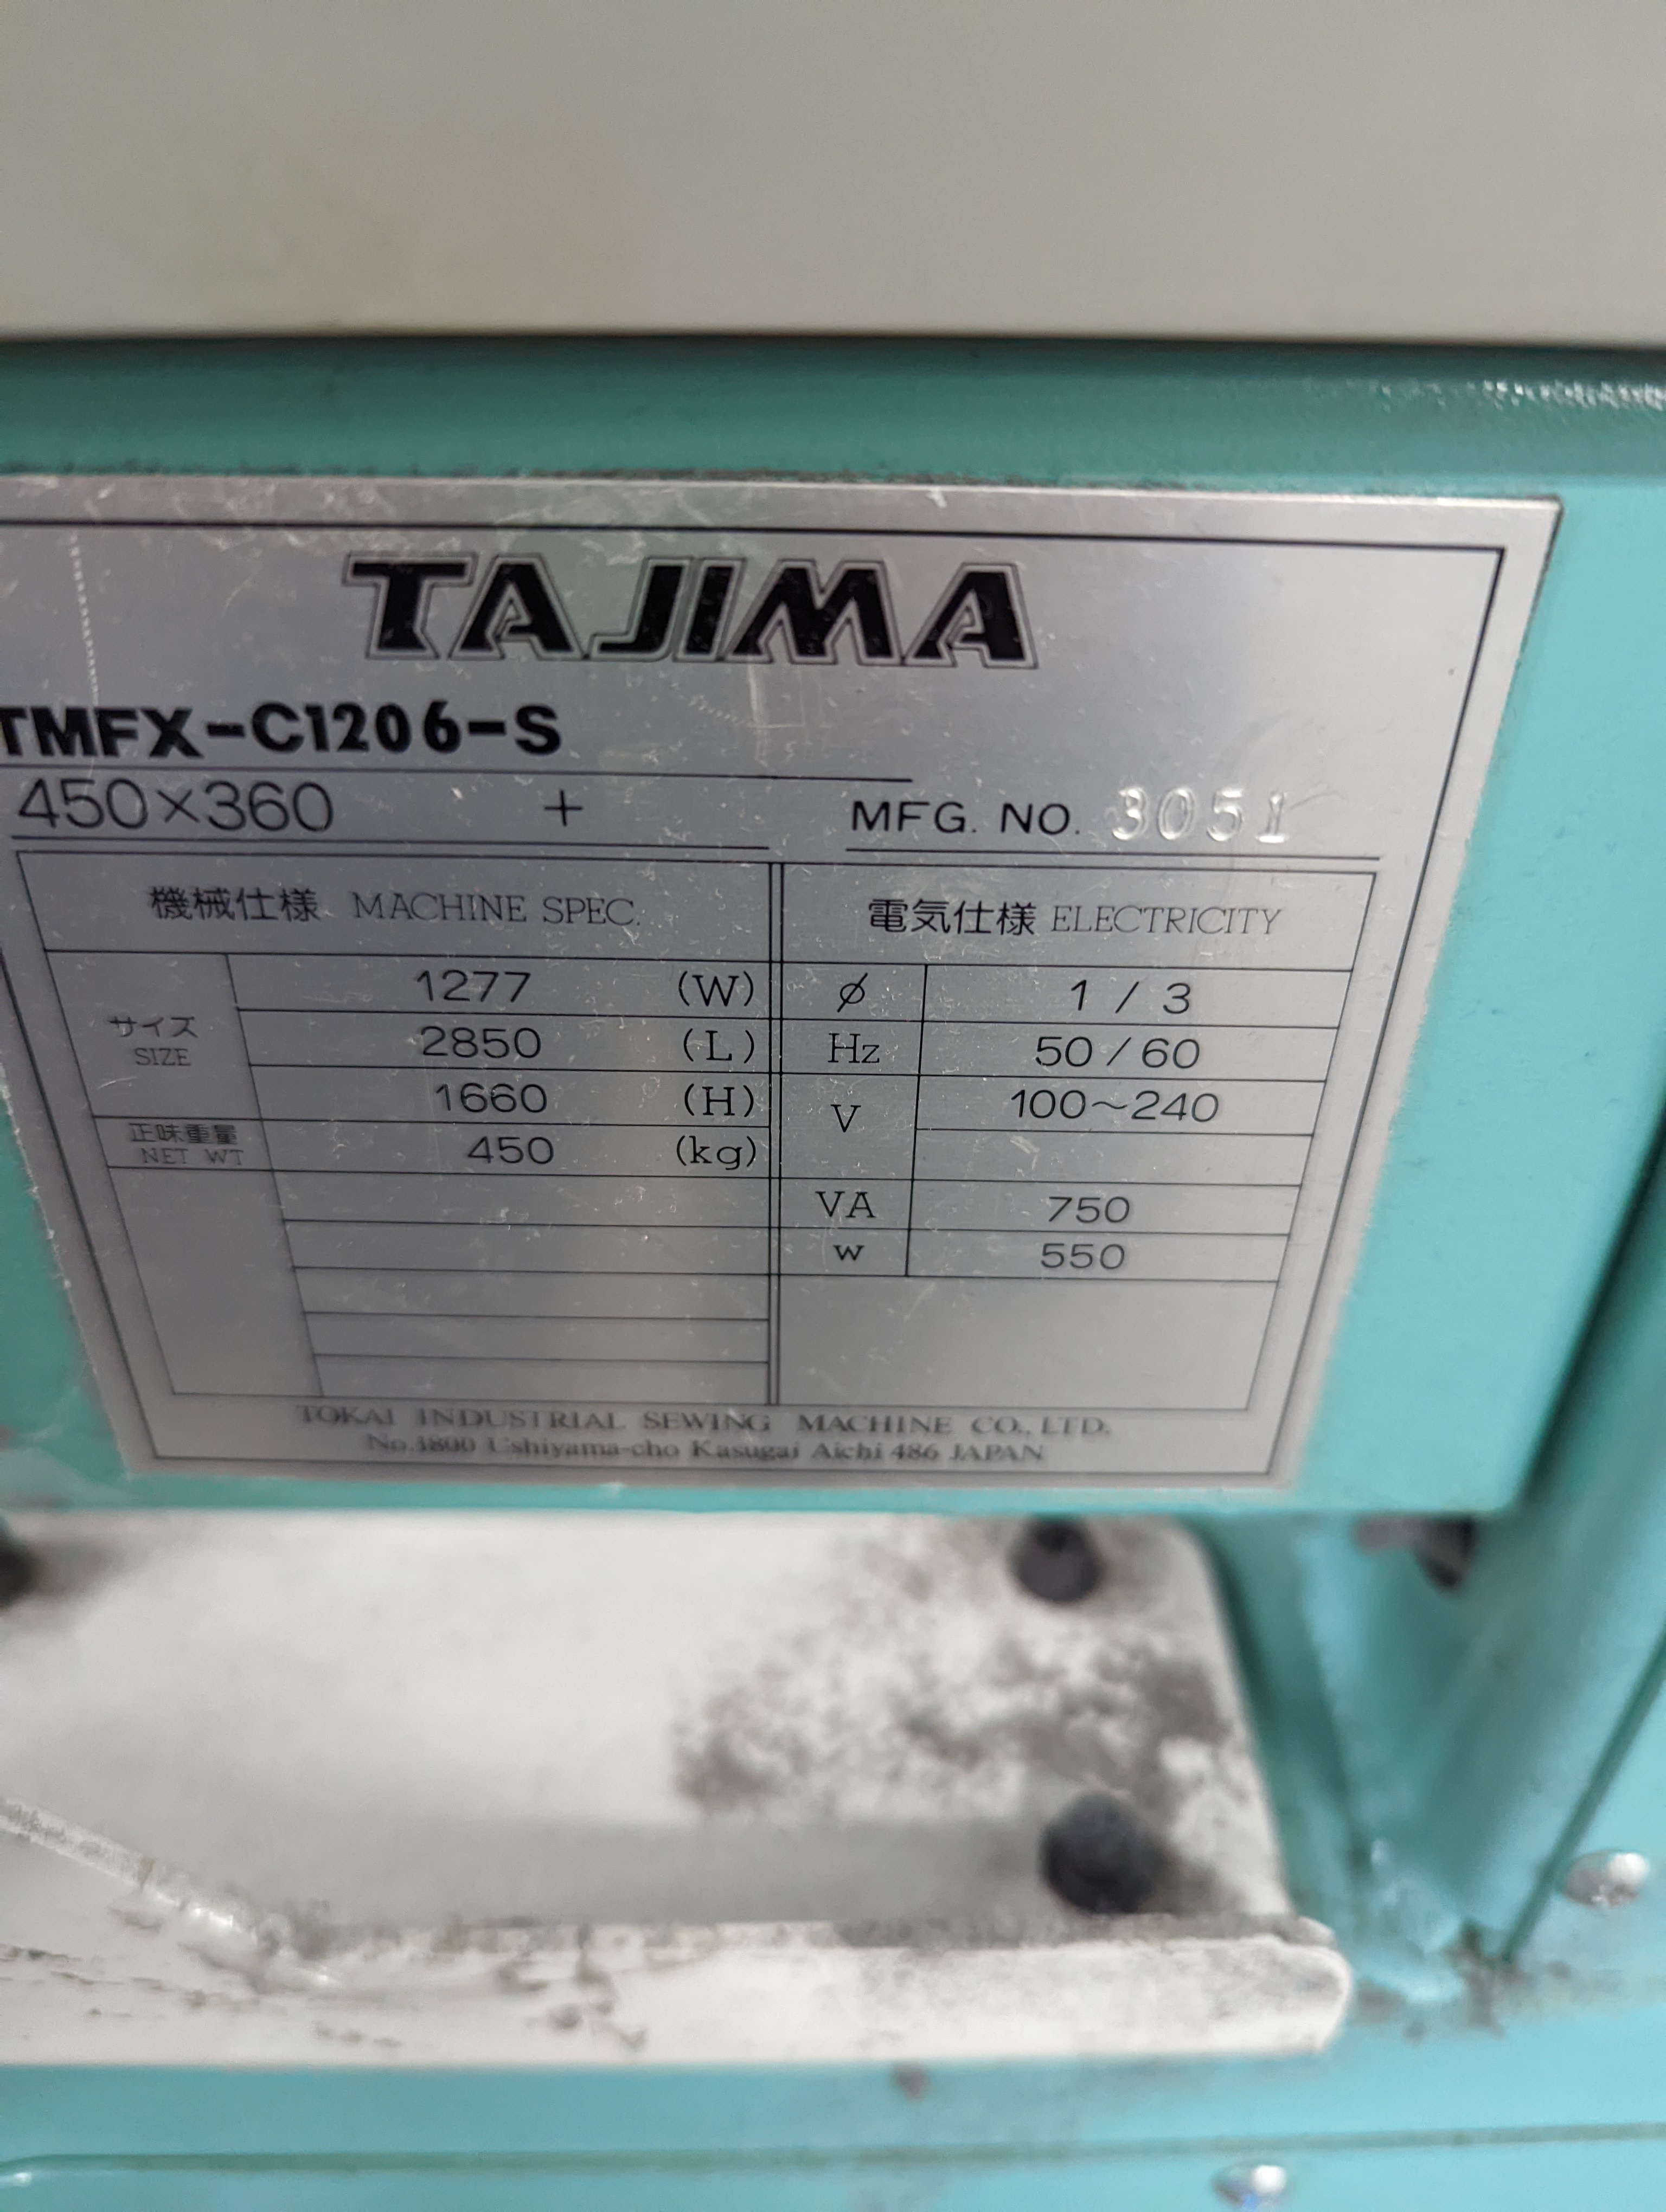 TAJIMA
TMFX-C1206-S
450×360 + MFG. NO. 3051
機械仕様 MACHINE SPEC. 電気仕様 ELECTRICITY
サイズ
SIZE
1277 (W)
2850 (L)
1660 (H)
正味重量
NET WT
450 (kg)
ø 1 / 3
Hz 50 / 60
V 100~240
VA 750
W 550
TOKAI INDUSTRIAL SEWING MACHINE CO., LTD.
No.1800 Ushiyama-cho Kasugai Aichi 486 JAPAN